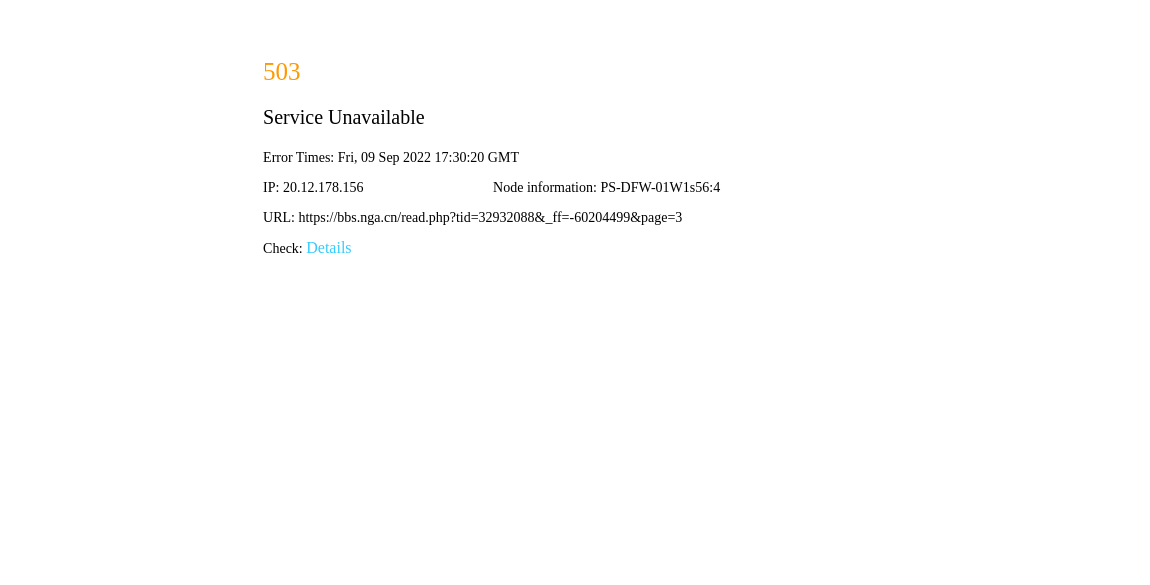 503
Service Unavailable
Error Times: Fri, 09 Sep 2022 17:30:20 GMT
IP: 20.12.178.156 Node information: PS-DFW-01W1s56:4
URL: https://bbs.nga.cn/read.php?tid=32932088&_ff=-60204499&page=3
Check: Details